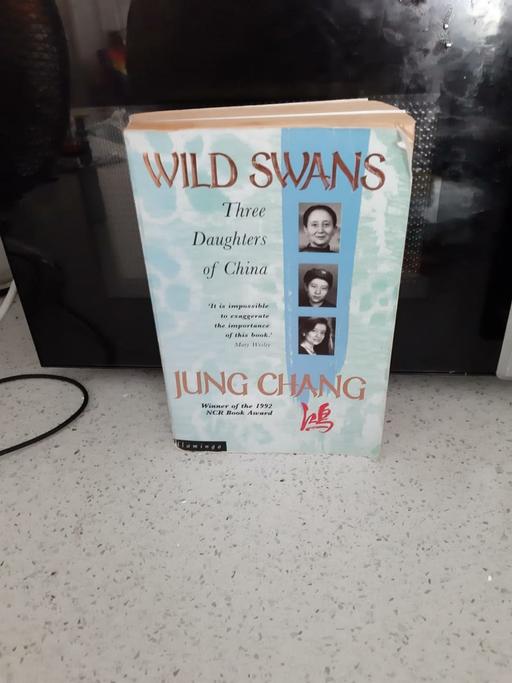 WILD SWANS
Three
Daughters
of China
'It is impossible
to exaggerate
the importance
of this book.'
Mary Wesley
JUNG CHANG
Winner of the 1992
NCR Book Award
鴻
flamingo